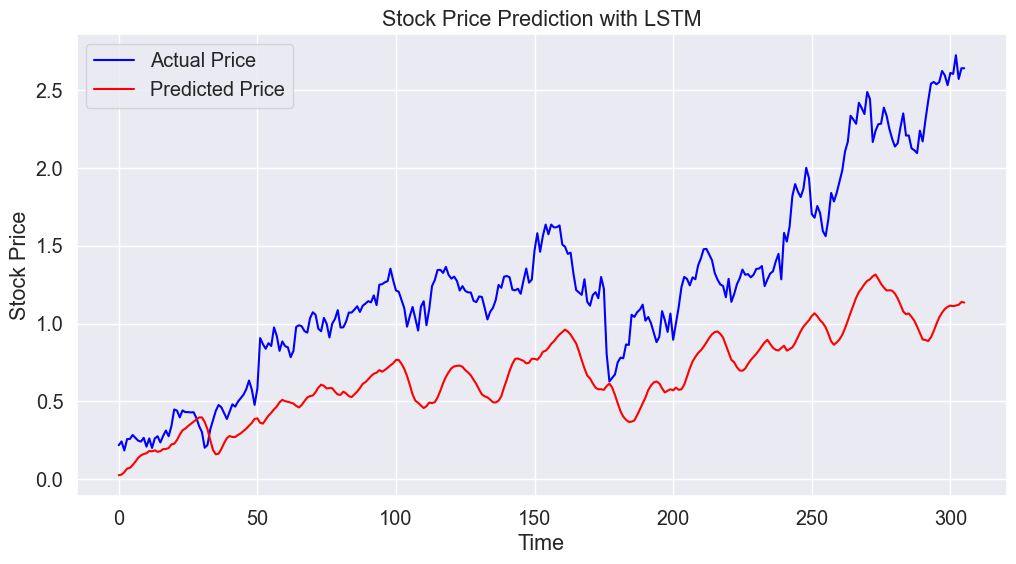 Stock Price Prediction with LSTM
Actual Price
Predicted Price
Stock Price
2.5
2.0
1.5
1.0
0.5
0.0
0 50 100 150 200 250 300
Time